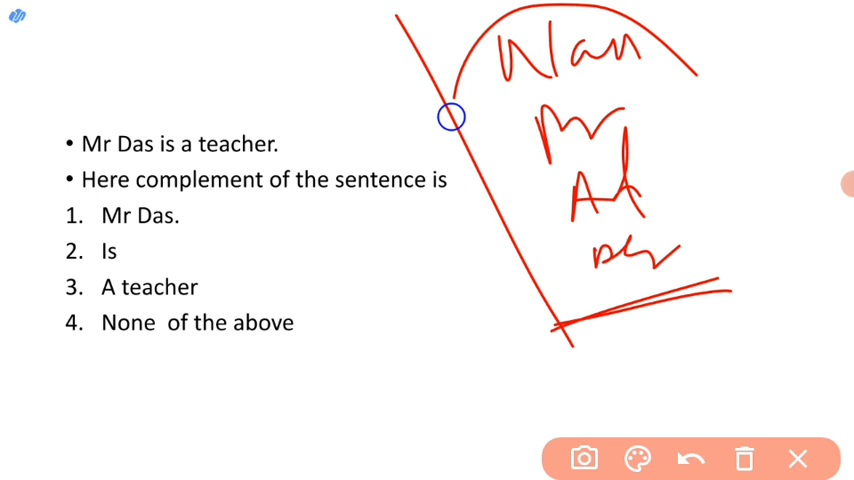 • Mr Das is a teacher.
• Here complement of the sentence is
1. Mr Das.
2. Is
3. A teacher
4. None of the above